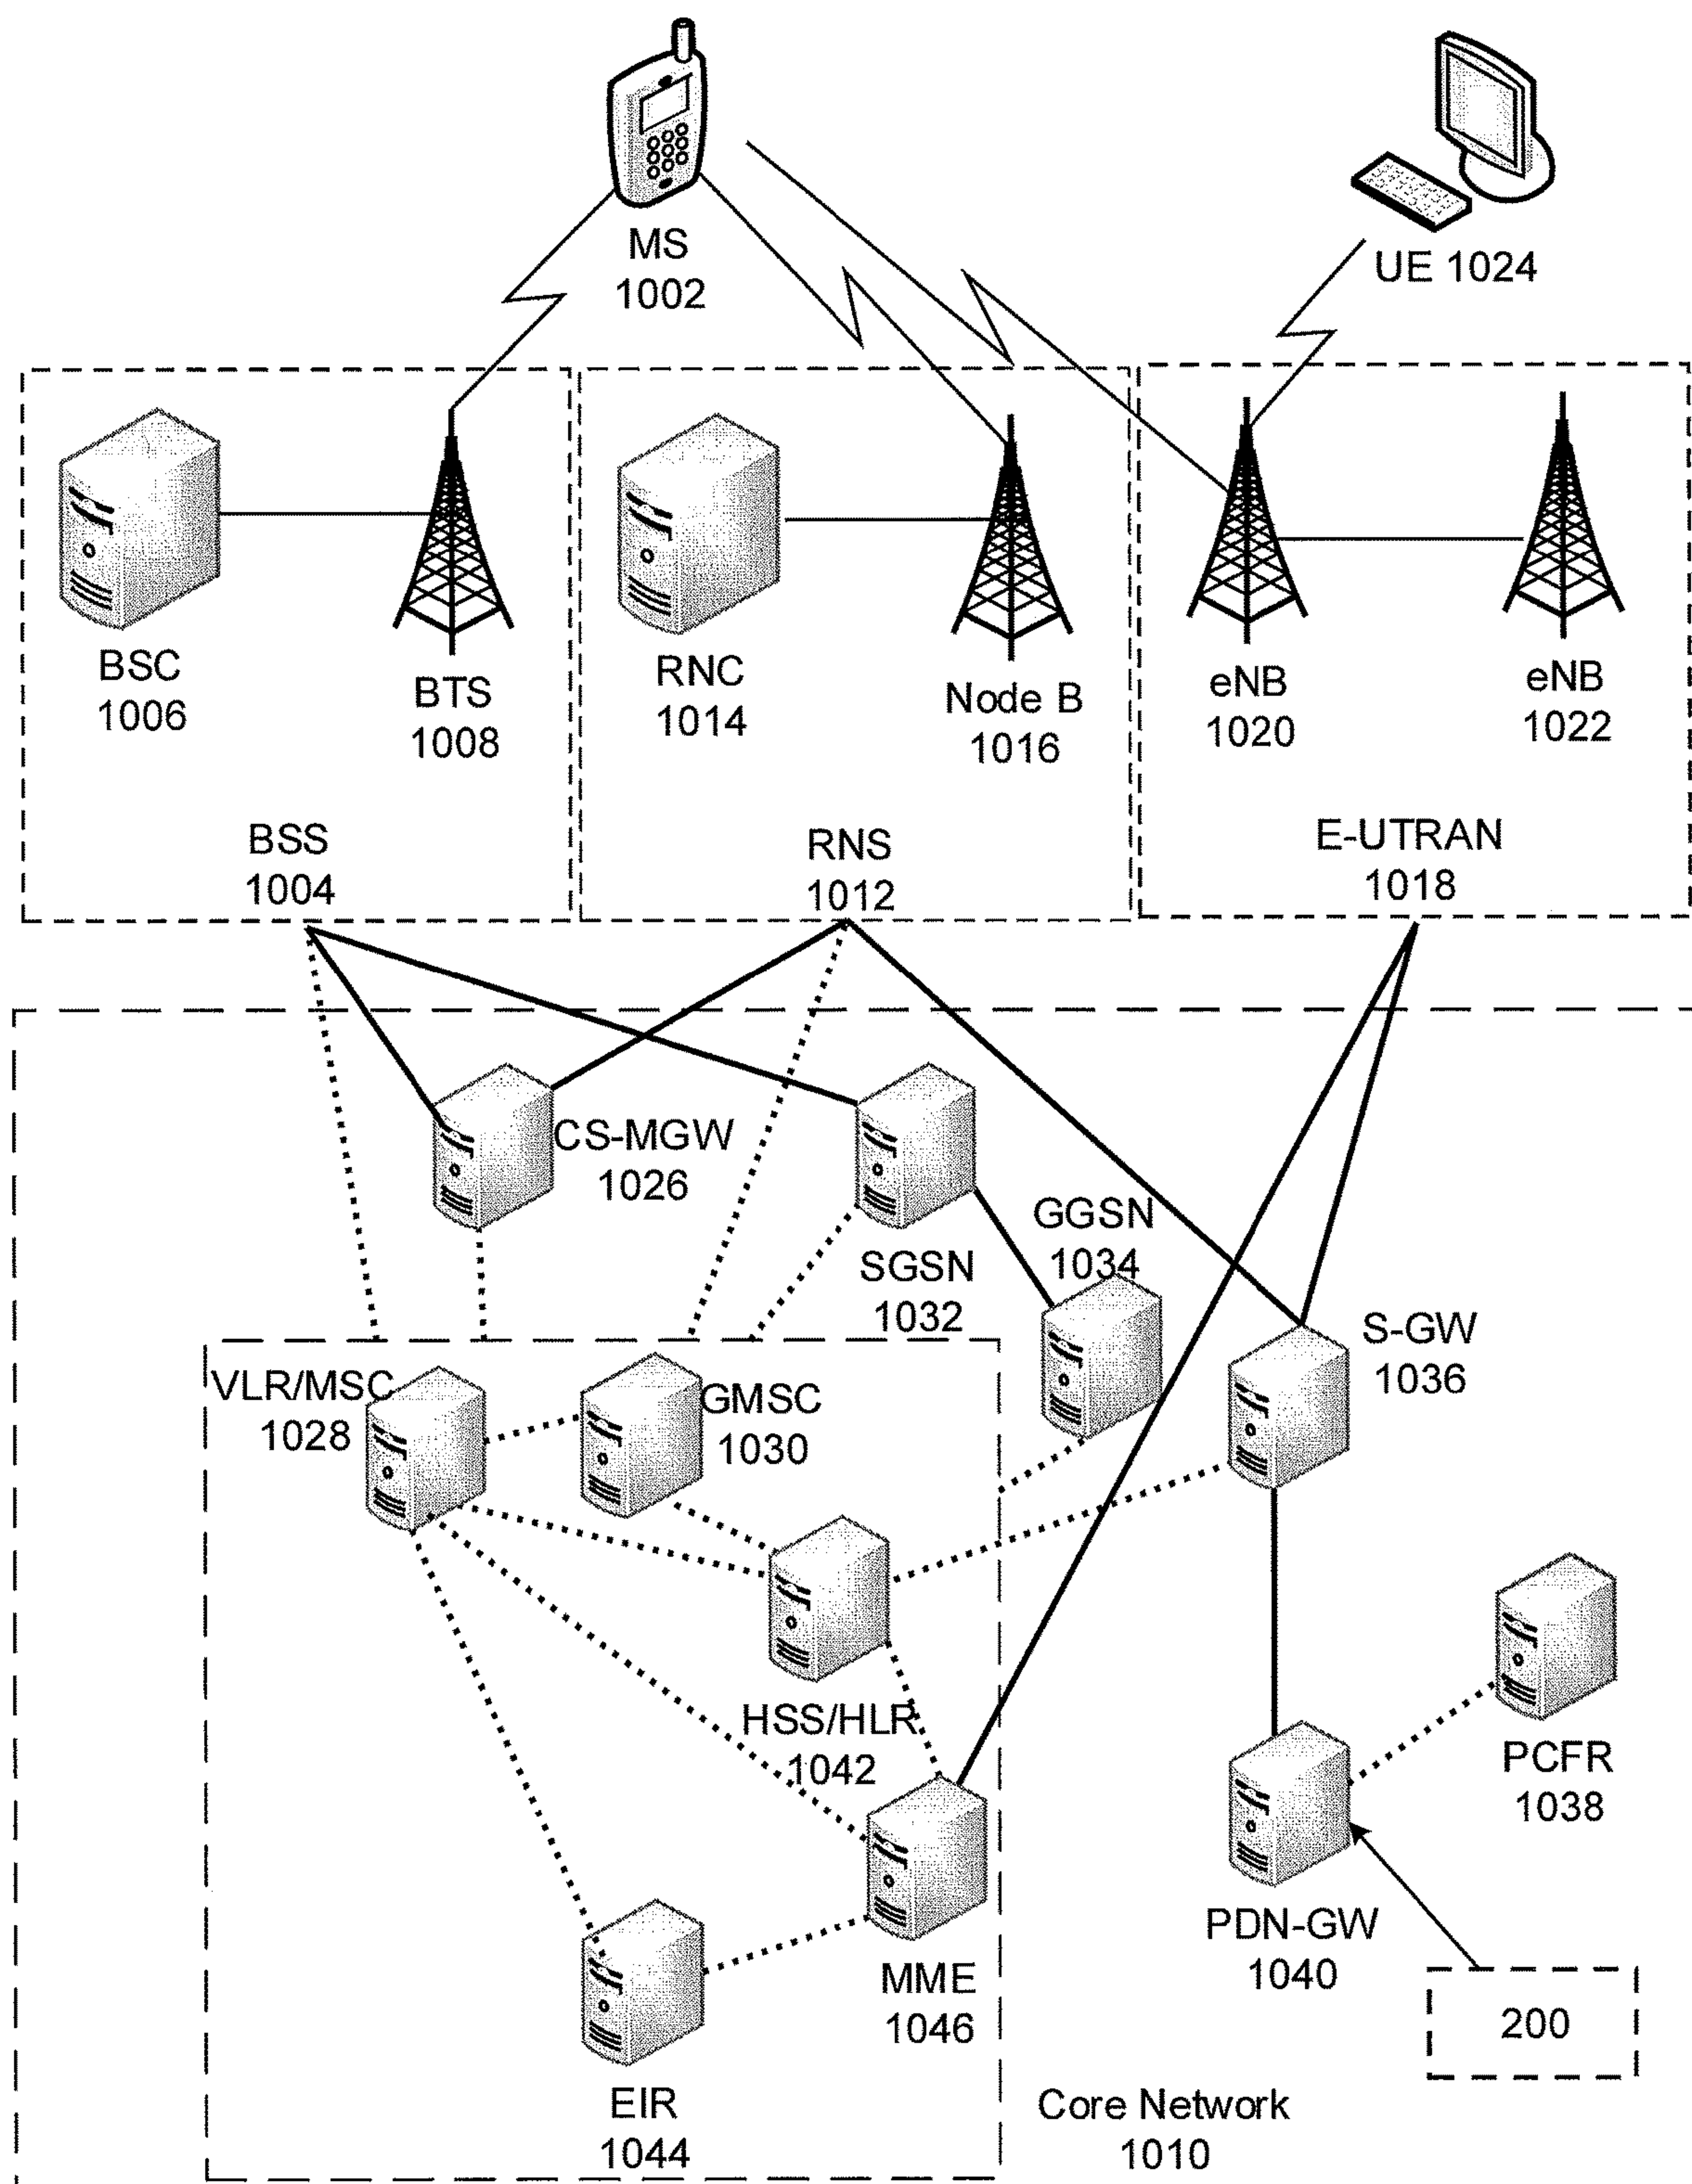 MS
1002
UE 1024
BSC
1006
BTS
1008
RNC
1014
Node B
1016
eNB
1020
eNB
1022
BSS
1004
RNS
1012
E-UTRAN
1018
CS-MGW
1026
SGSN
1032
GGSN
1034
S-GW
1036
VLR/MSC
1028
GMSC
1030
HSS/HLR
1042
PCFR
1038
PDN-GW
1040
MME
1046
200
EIR
1044
Core Network
1010